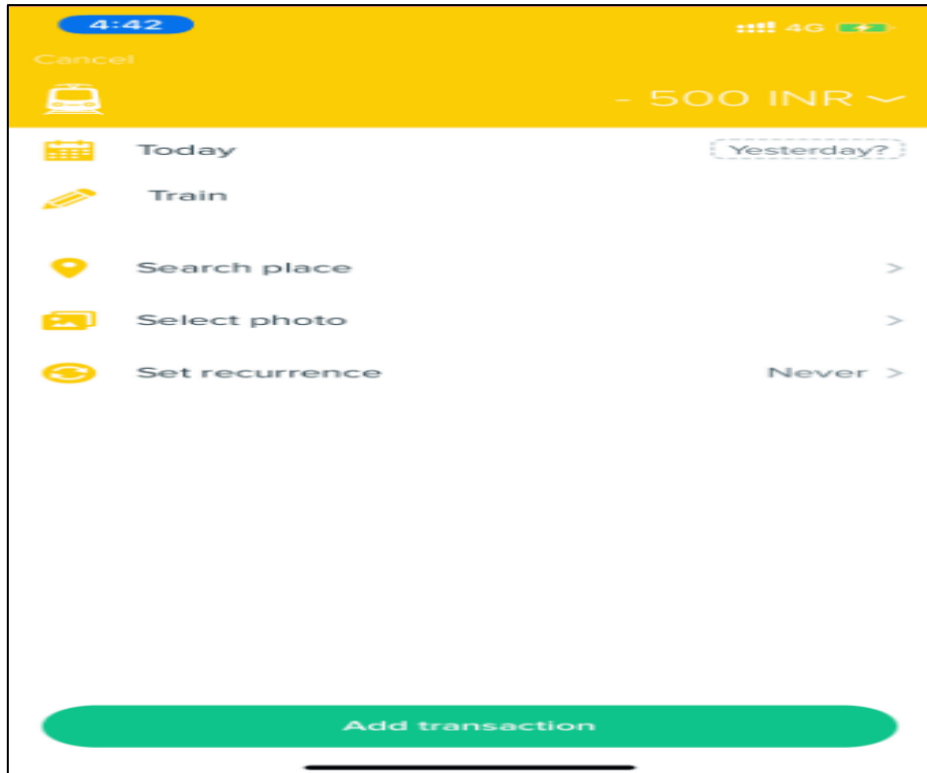 4:42 4G
Cancel
- 500 INR
Today Yesterday?
Train
Search place >
Select photo >
Set recurrence Never >
Add transaction